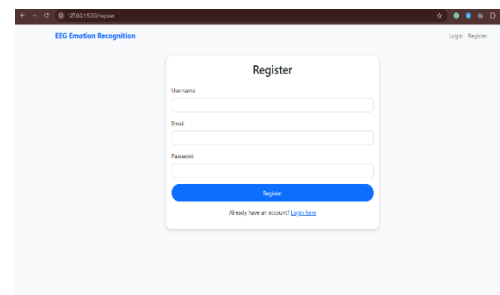 127.0.0.1:5000/register
EEG Emotion Recognition
Login Register
Register
Username
Email
Password
Register
Already have an account? Login here